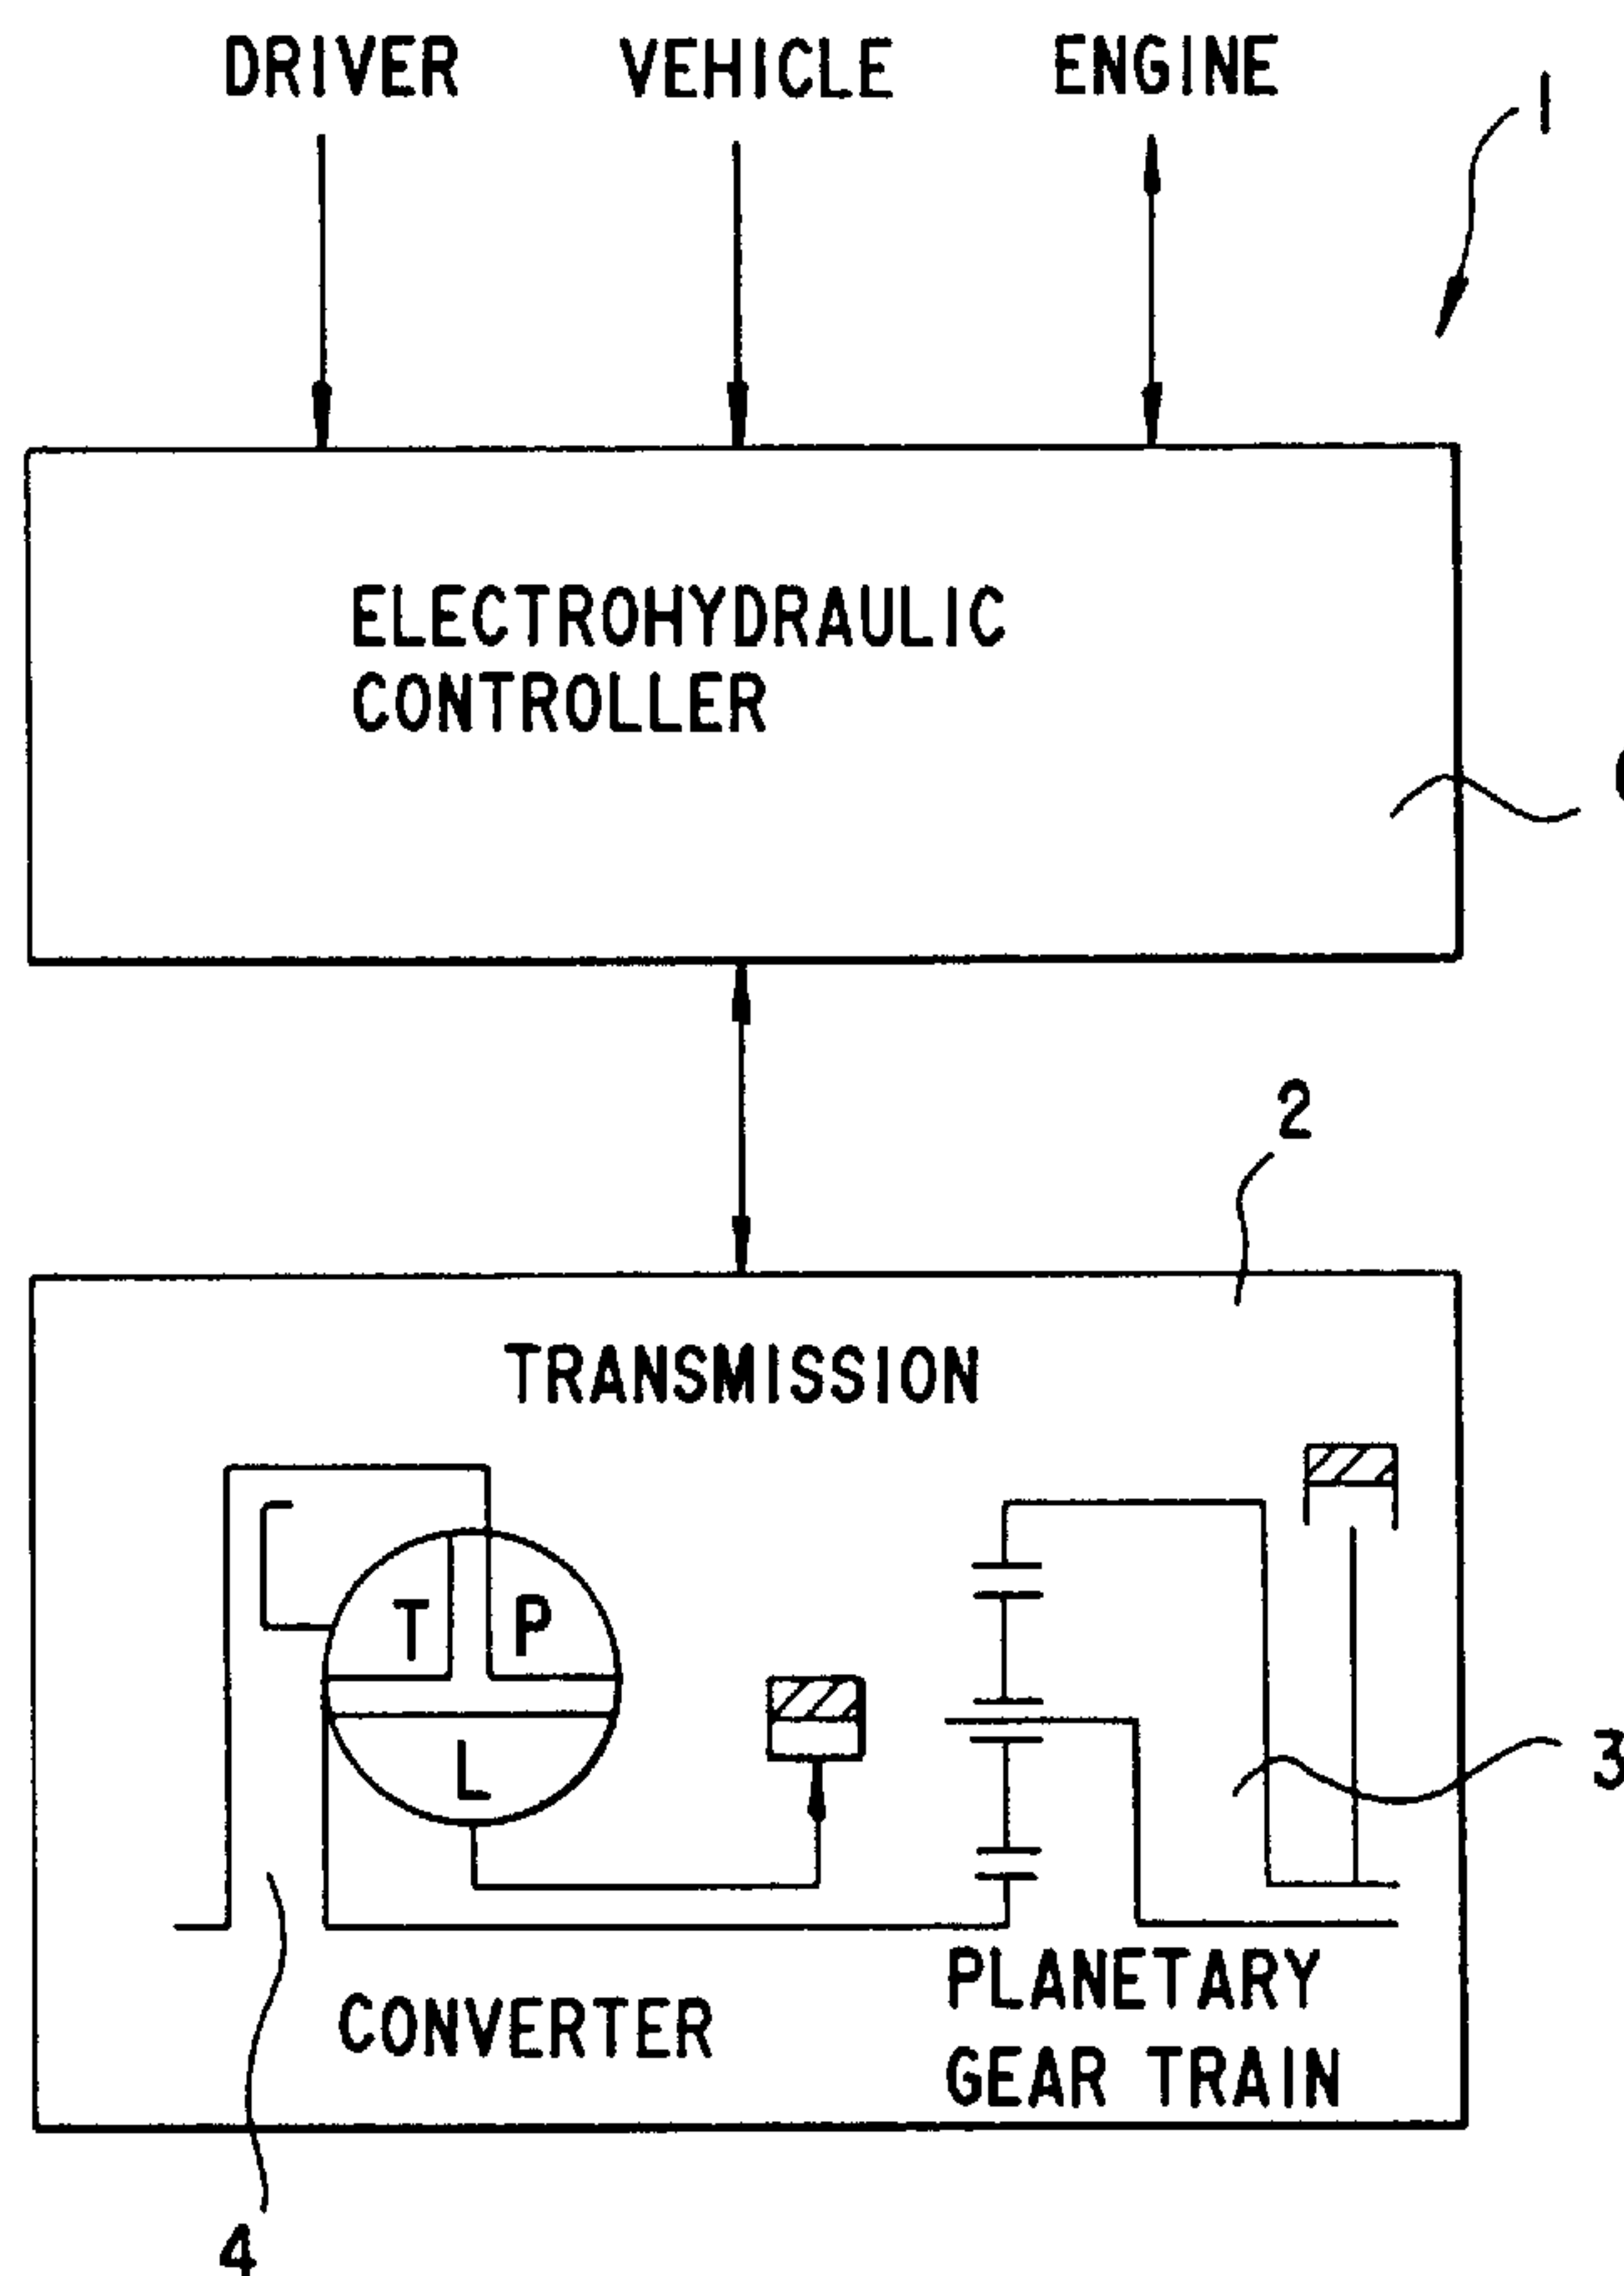 DRIVER VEHICLE ENGINE
1
ELECTROHYDRAULIC
CONTROLLER
2
TRANSMISSION
T P
L
3
CONVERTER
PLANETARY
GEAR TRAIN
4